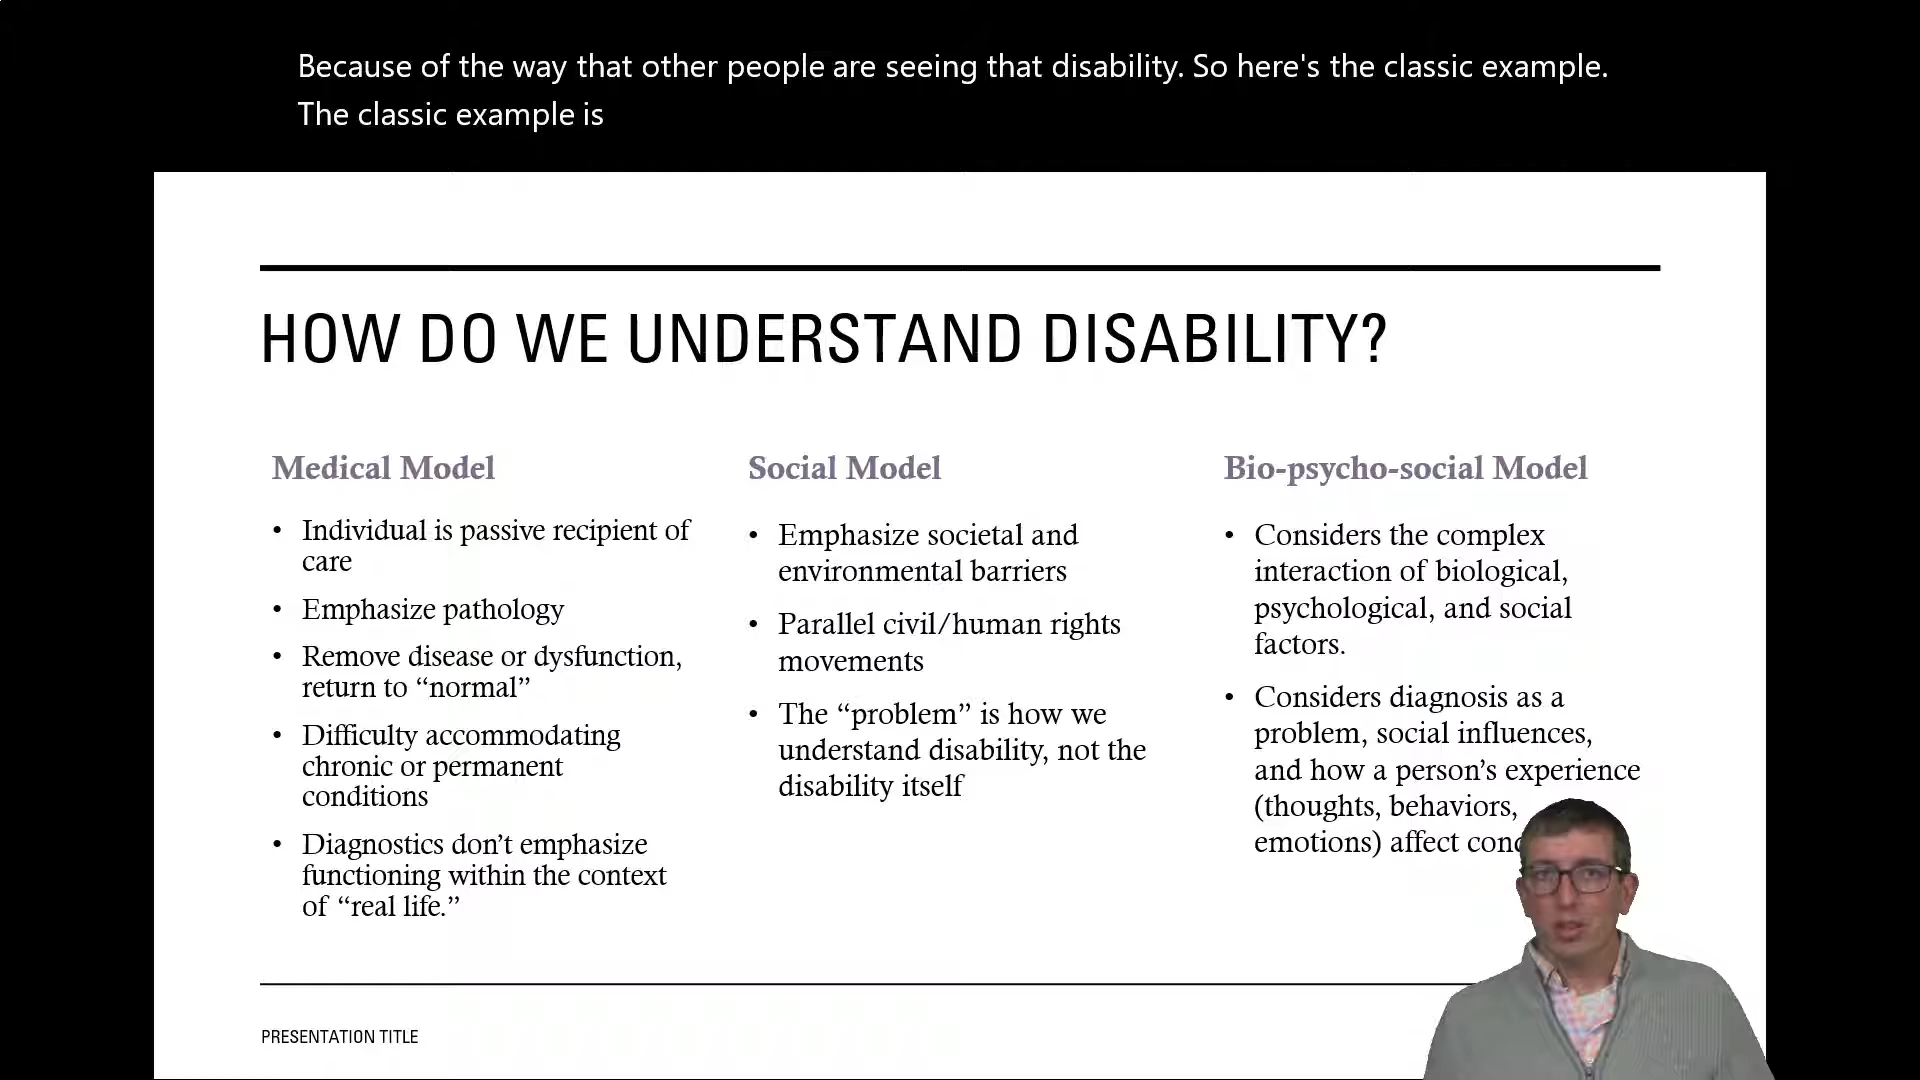 Because of the way that other people are seeing that disability. So here's the classic example.
The classic example is
HOW DO WE UNDERSTAND DISABILITY?
Medical Model
• Individual is passive recipient of
care
• Emphasize pathology
• Remove disease or dysfunction,
return to “normal”
• Difficulty accommodating
chronic or permanent
conditions
• Diagnostics don’t emphasize
functioning within the context
of “real life.”
Social Model
• Emphasize societal and
environmental barriers
• Parallel civil/human rights
movements
• The “problem” is how we
understand disability, not the
disability itself
Bio-psycho-social Model
• Considers the complex
interaction of biological,
psychological, and social
factors.
• Considers diagnosis as a
problem, social influences,
and how a person’s experience
(thoughts, behaviors,
emotions) affect
PRESENTATION TITLE